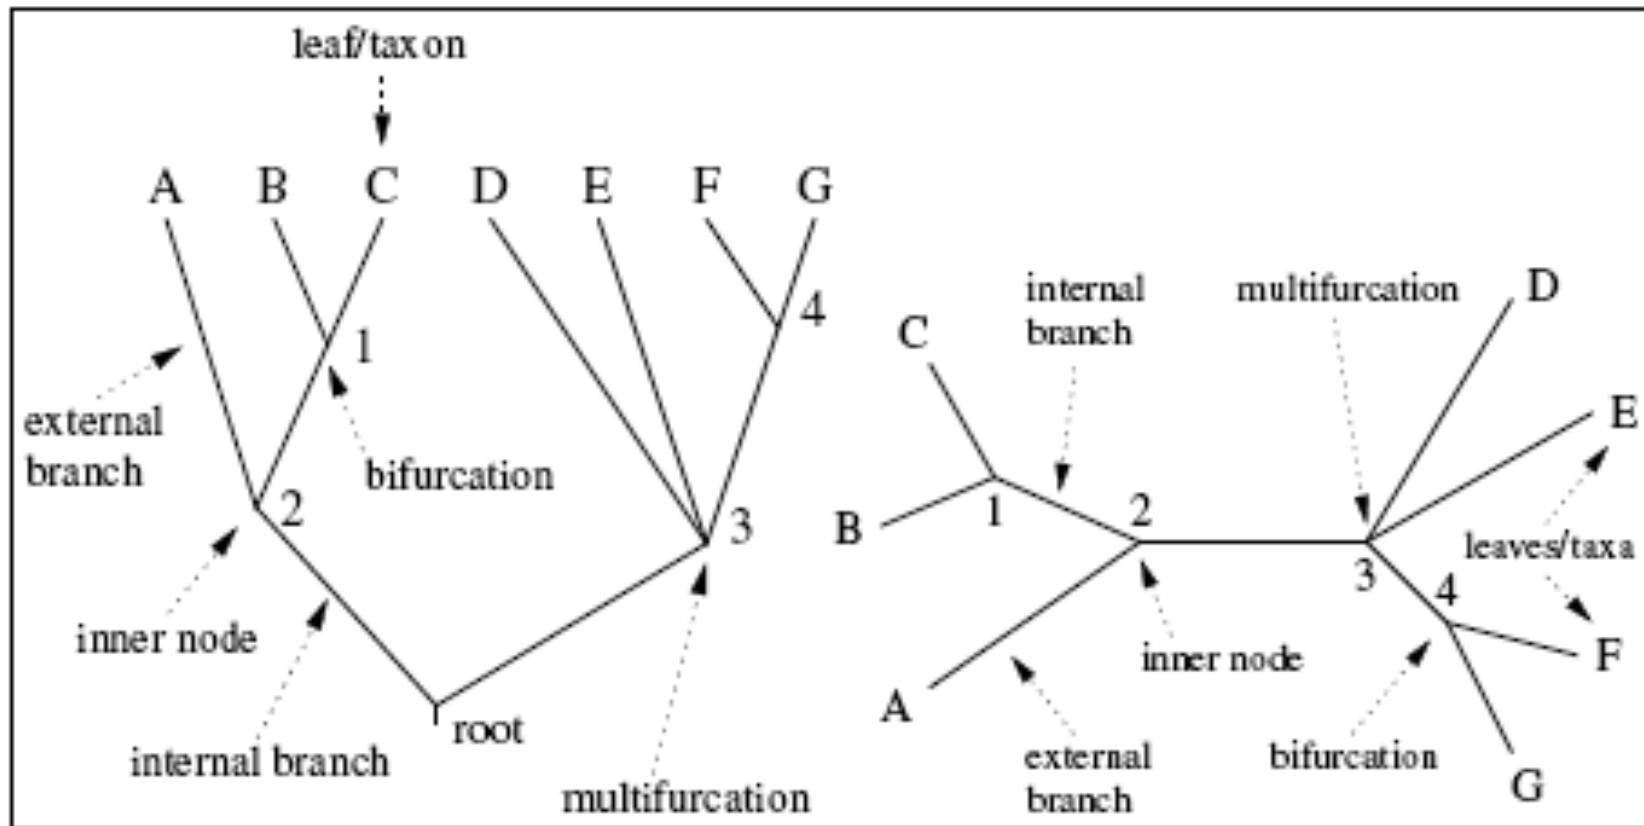 leaf/taxon
A B C D E F G
4
1
external
branch
bifurcation
2
3
inner node
root
internal branch
multifurcation
internal
branch
multifurcation
D
C
E
B
1
2
leaves/taxa
3
4
inner node
F
A
external
branch
bifurcation
G